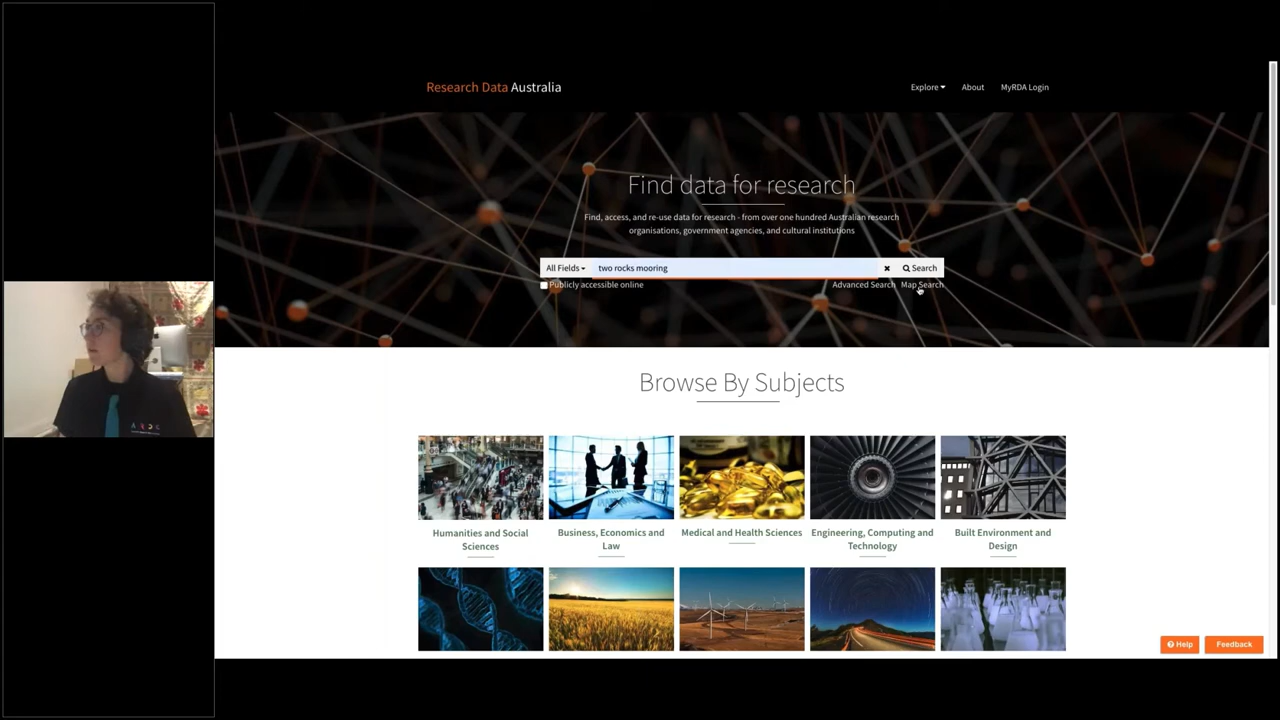 Research Data Australia
Explore
About
MyRDA Login
Find data for research
Find, access, and re-use data for research - from over one hundred Australian research
organisations, government agencies, and cultural institutions
All Fields
two rocks mooring
Search
Publicly accessible online
Advanced Search
Map Search
Browse By Subjects
Humanities and Social
Sciences
Business, Economics and
Law
Medical and Health Sciences
Engineering, Computing and
Technology
Built Environment and
Design
Help
Feedback